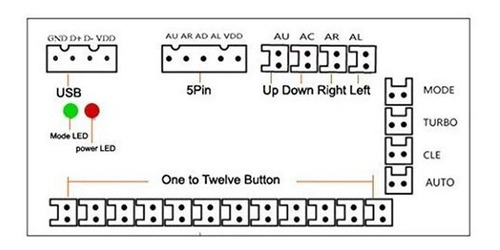 GND D+ D- VDD
AU AR AD AL VDD
AU AC AR AL
USB
5Pin
Up Down Right Left
MODE
Mode LED
power LED
TURBO
CLE
One to Twelve Button
AUTO